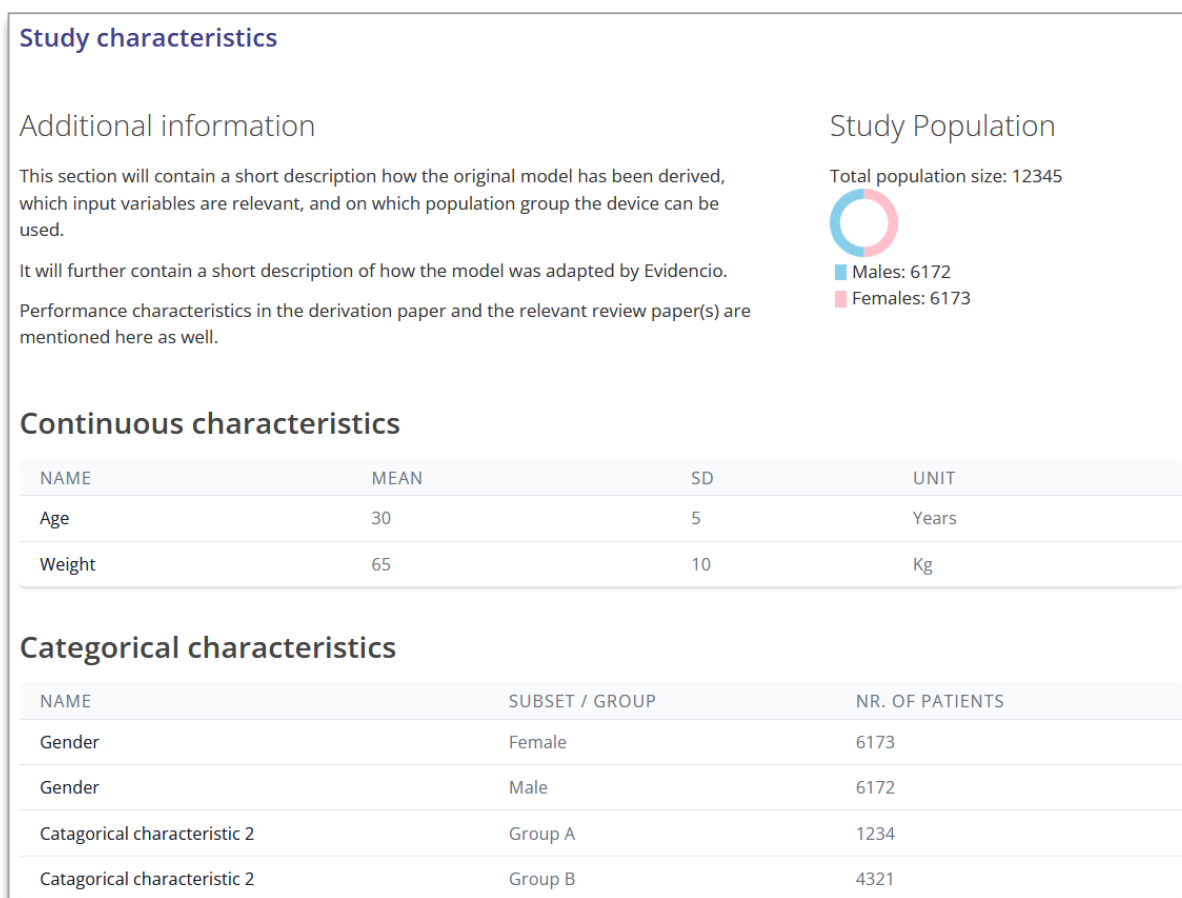 Study characteristics
Additional information
This section will contain a short description how the original model has been derived,
which input variables are relevant, and on which population group the device can be
used.
It will further contain a short description of how the model was adapted by Evidencio.
Performance characteristics in the derivation paper and the relevant review paper(s) are
mentioned here as well.
Study Population
Total population size: 12345
Males: 6172
Females: 6173
Continuous characteristics
NAME MEAN SD UNIT
Age 30 5 Years
Weight 65 10 Kg
Categorical characteristics
NAME SUBSET / GROUP NR. OF PATIENTS
Gender Female 6173
Gender Male 6172
Catagorical characteristic 2 Group A 1234
Catagorical characteristic 2 Group B 4321